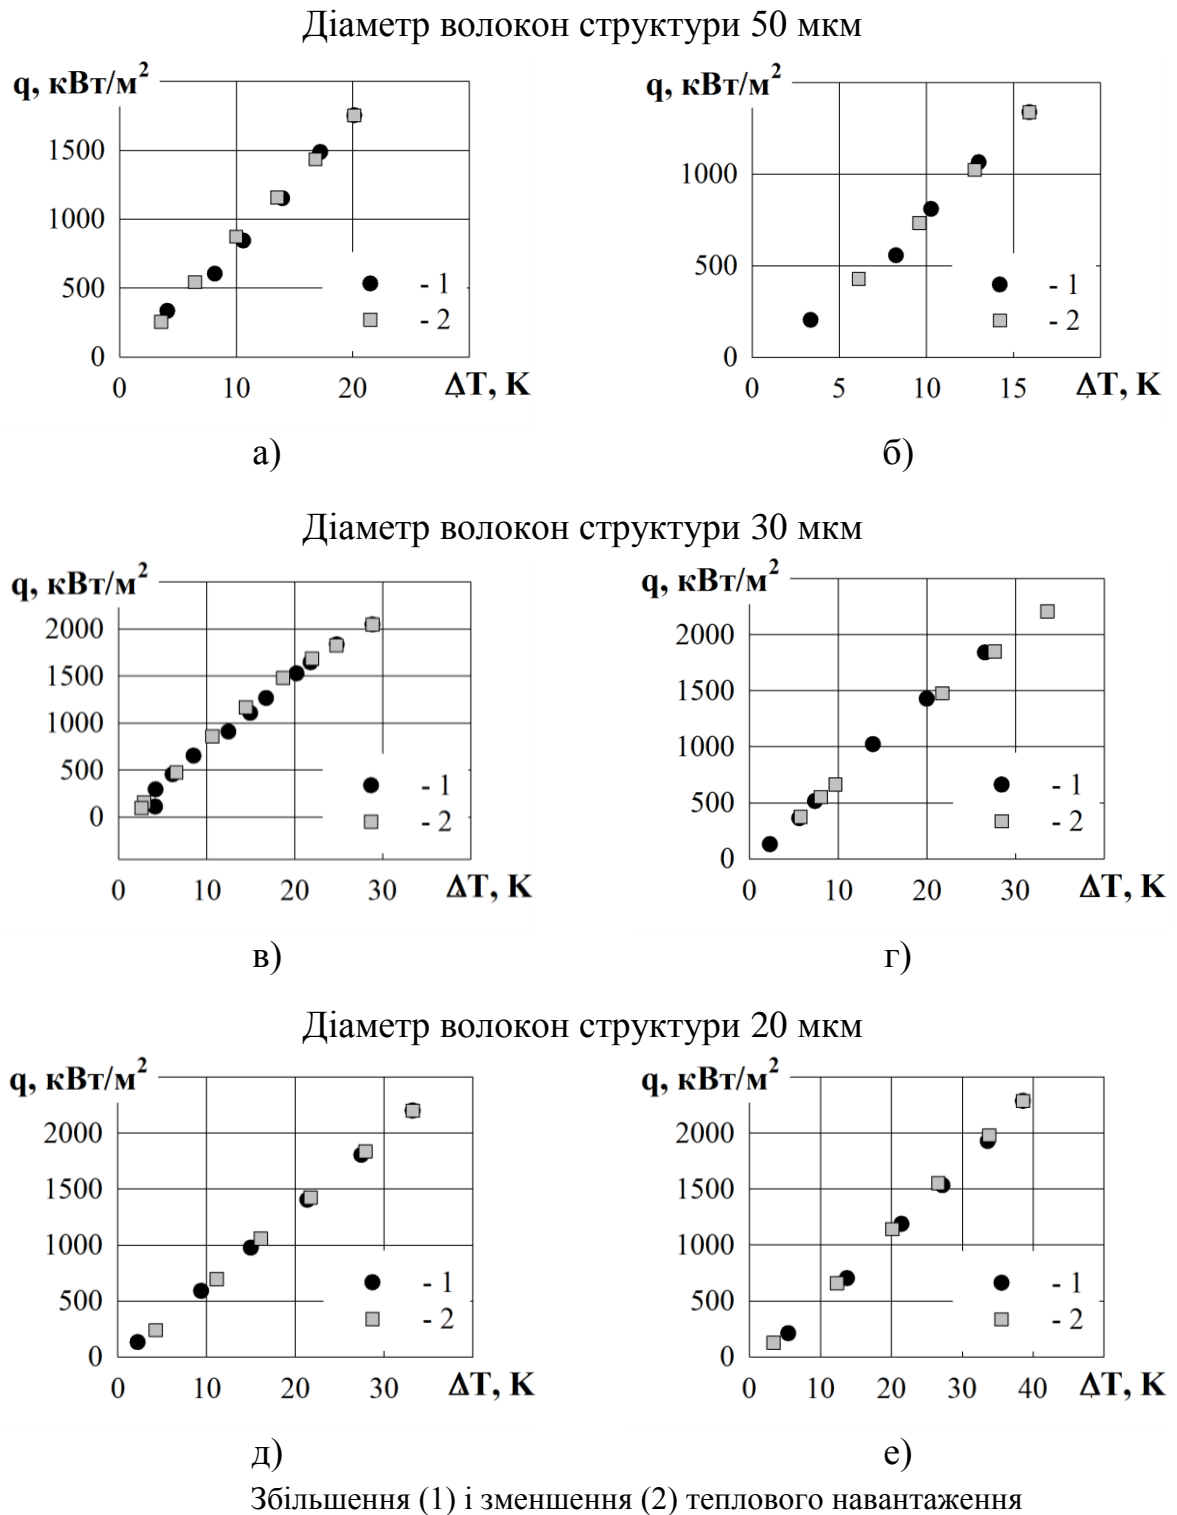 Діаметр волокон структури 50 мкм
q, кВт/м²
1500
1000
500
0
0 10 20 ΔT, K
- 1
- 2
а)
q, кВт/м²
1000
500
0
0 5 10 15 ΔT, K
- 1
- 2
б)
Діаметр волокон структури 30 мкм
q, кВт/м²
2000
1500
1000
500
0
0 10 20 30 ΔT, K
- 1
- 2
в)
q, кВт/м²
2000
1500
1000
500
0
0 10 20 30 ΔT, K
- 1
- 2
г)
Діаметр волокон структури 20 мкм
q, кВт/м²
2000
1500
1000
500
0
0 10 20 30 ΔT, K
- 1
- 2
д)
q, кВт/м²
2000
1500
1000
500
0
0 10 20 30 40 ΔT, K
- 1
- 2
е)
Збільшення (1) і зменшення (2) теплового навантаження